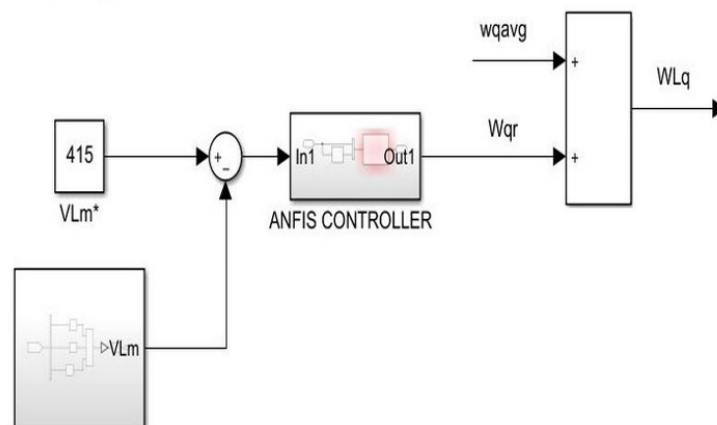 wqavg
+
WLq
415
+
−
In1
Out1
Wqr
+
VLm*
ANFIS CONTROLLER
VLm